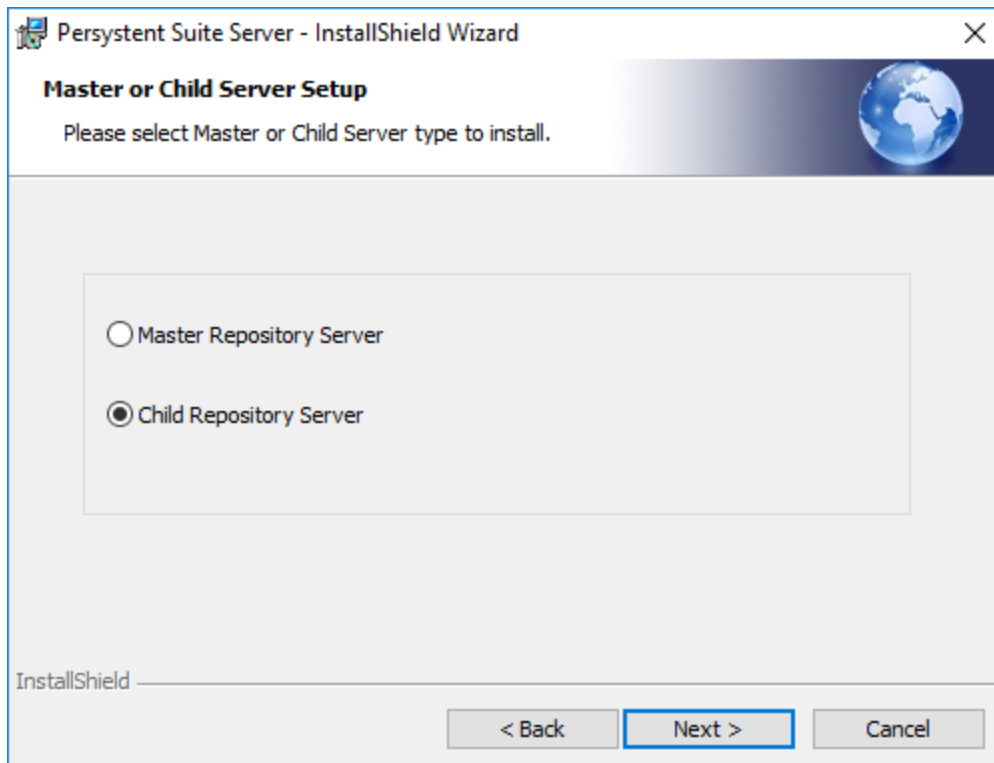 Persystent Suite Server - InstallShield Wizard
Master or Child Server Setup
Please select Master or Child Server type to install.
Master Repository Server
Child Repository Server
InstallShield
< Back Next > Cancel